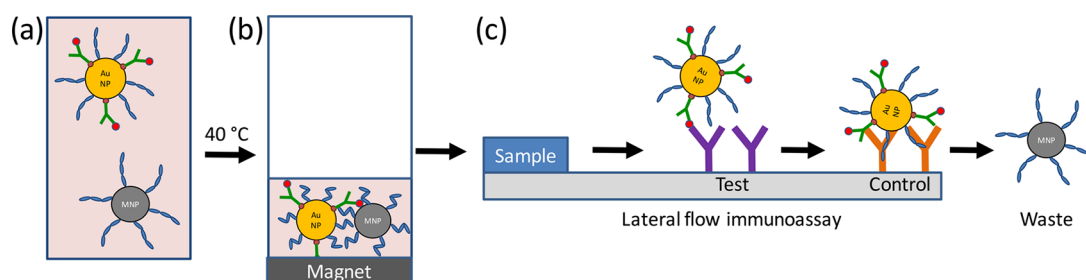 (a)
Au
NP
MNP
40 °C
(b)
Au
NP
MNP
Magnet
(c)
Sample
Au
NP
Test
Au
NP
Control
Lateral flow immunoassay
MNP
Waste